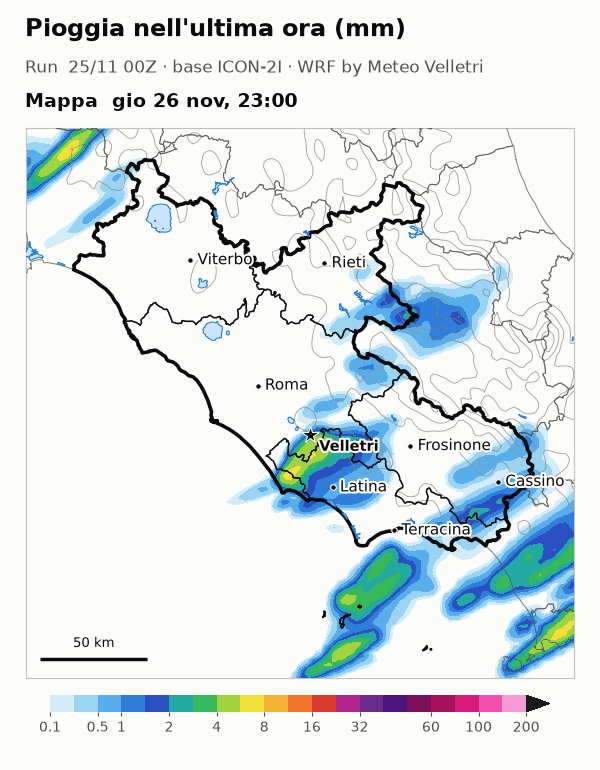 Pioggia nell'ultima ora (mm)
Run 25/11 00Z · base ICON-2I · WRF by Meteo Velletri
Mappa gio 26 nov, 23:00
Viterbo
Rieti
Roma
Velletri
Frosinone
Latina
Cassino
Terracina
50 km
0.1 0.5 1 2 4 8 16 32 60 100 200